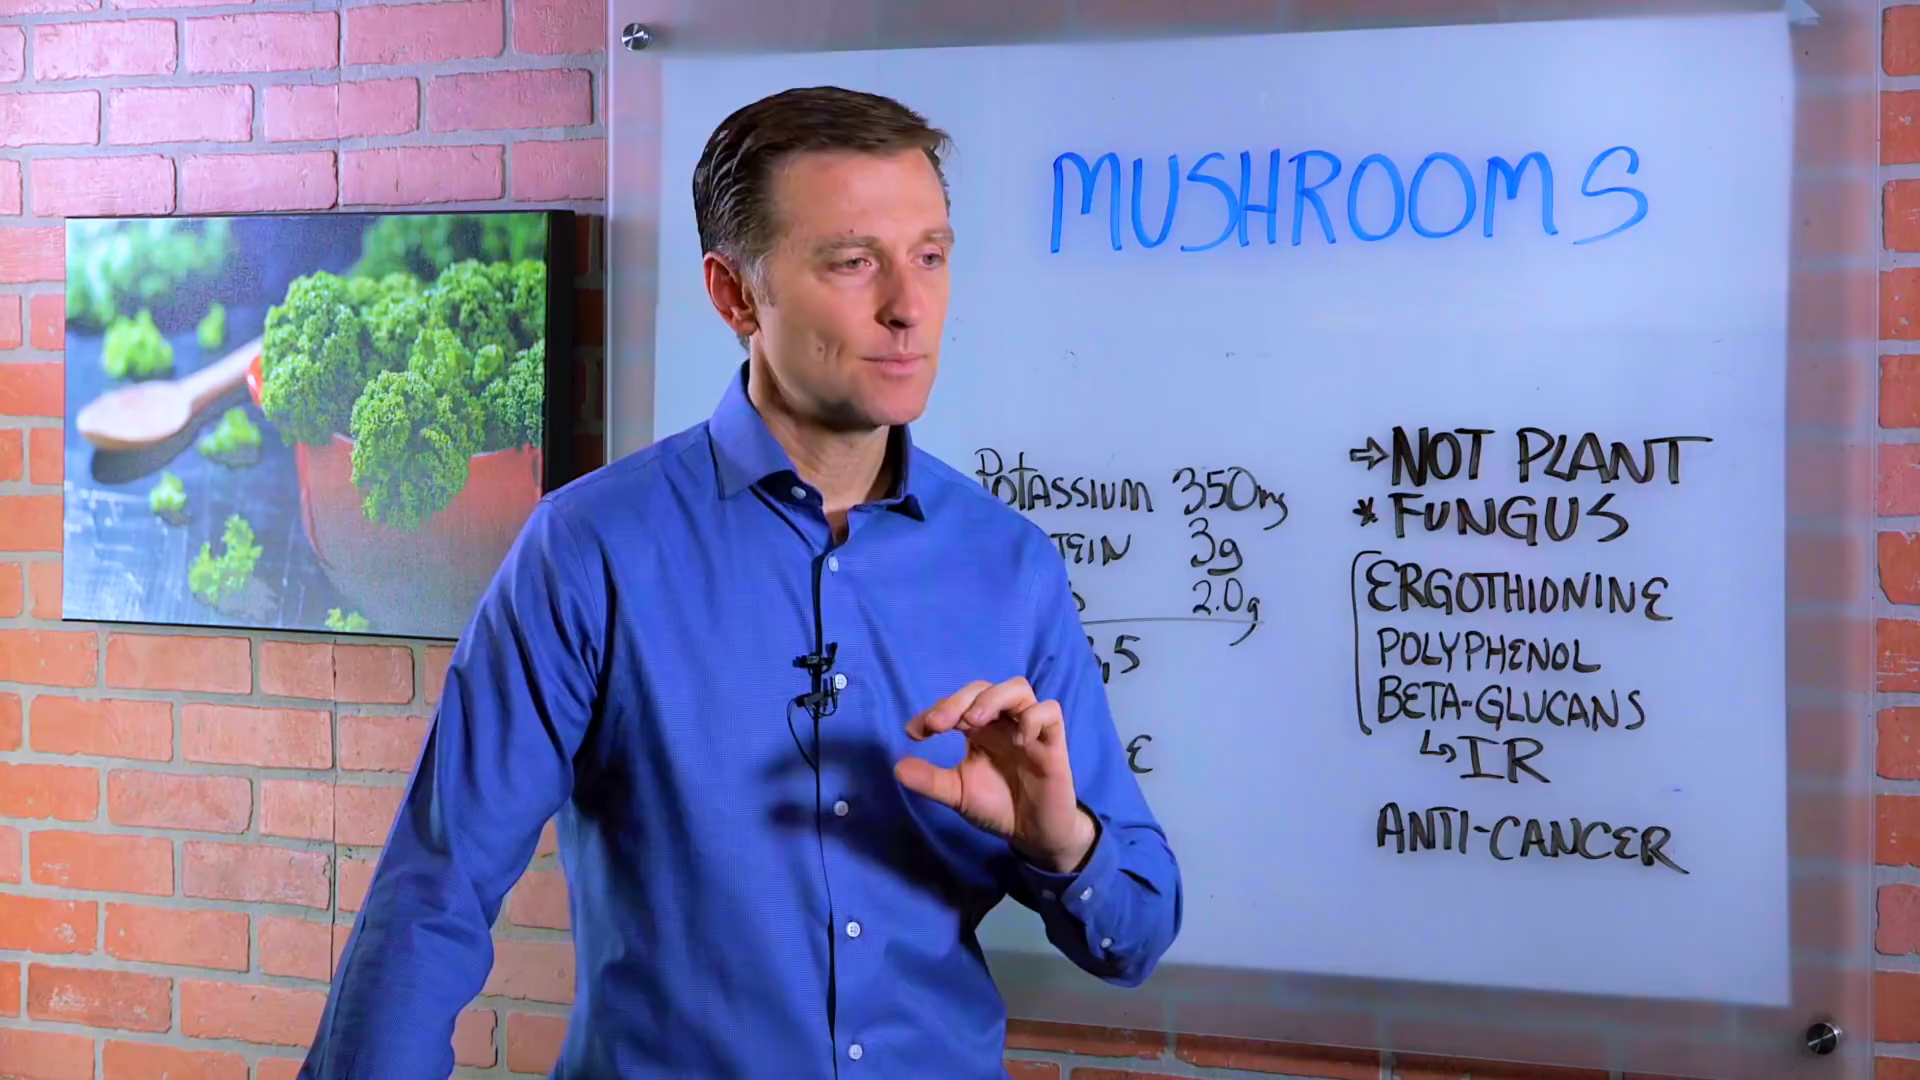 MUSHROOMS
POTASSIUM 350mg
3g
2.0g
→NOT PLANT
* FUNGUS
ERGOTHIONINE
POLYPHENOL
BETA-GLUCANS
↳IR
ANTI-CANCER